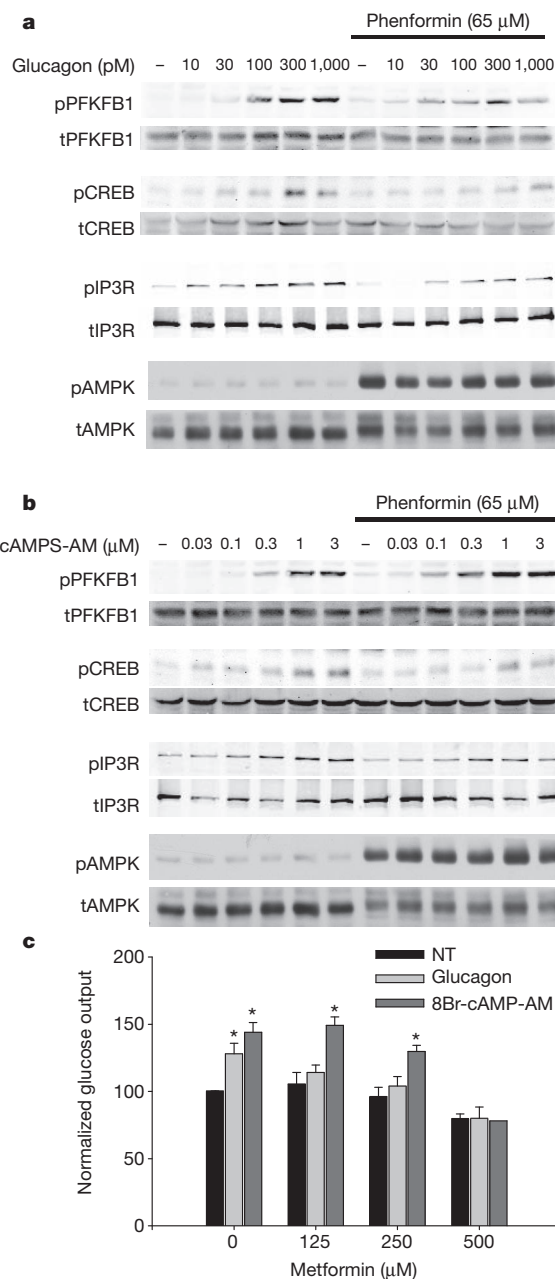 a
Phenformin (65 μM)
Glucagon (pM) – 10 30 100 300 1,000 – 10 30 100 300 1,000
pPFKFB1
tPFKFB1
pCREB
tCREB
pIP3R
tIP3R
pAMPK
tAMPK
b
Phenformin (65 μM)
cAMPS-AM (μM) – 0.03 0.1 0.3 1 3 – 0.03 0.1 0.3 1 3
pPFKFB1
tPFKFB1
pCREB
tCREB
pIP3R
tIP3R
pAMPK
tAMPK
c
Normalized glucose output
200
150
100
50
0
NT
Glucagon
8Br-cAMP-AM
* * * *
0 125 250 500
Metformin (μM)